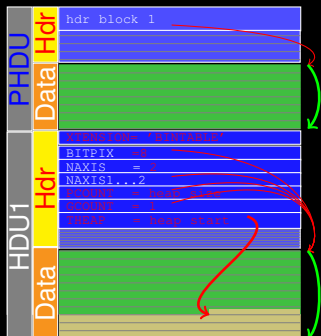 PHDU
Hdr
hdr block 1
Data
HDU1
Hdr
XTENSION= 'BINTABLE'
BITPIX =8
NAXIS = 2
NAXIS1...2
PCOUNT = heap size
GCOUNT = 1
THEAP = heap start
Data